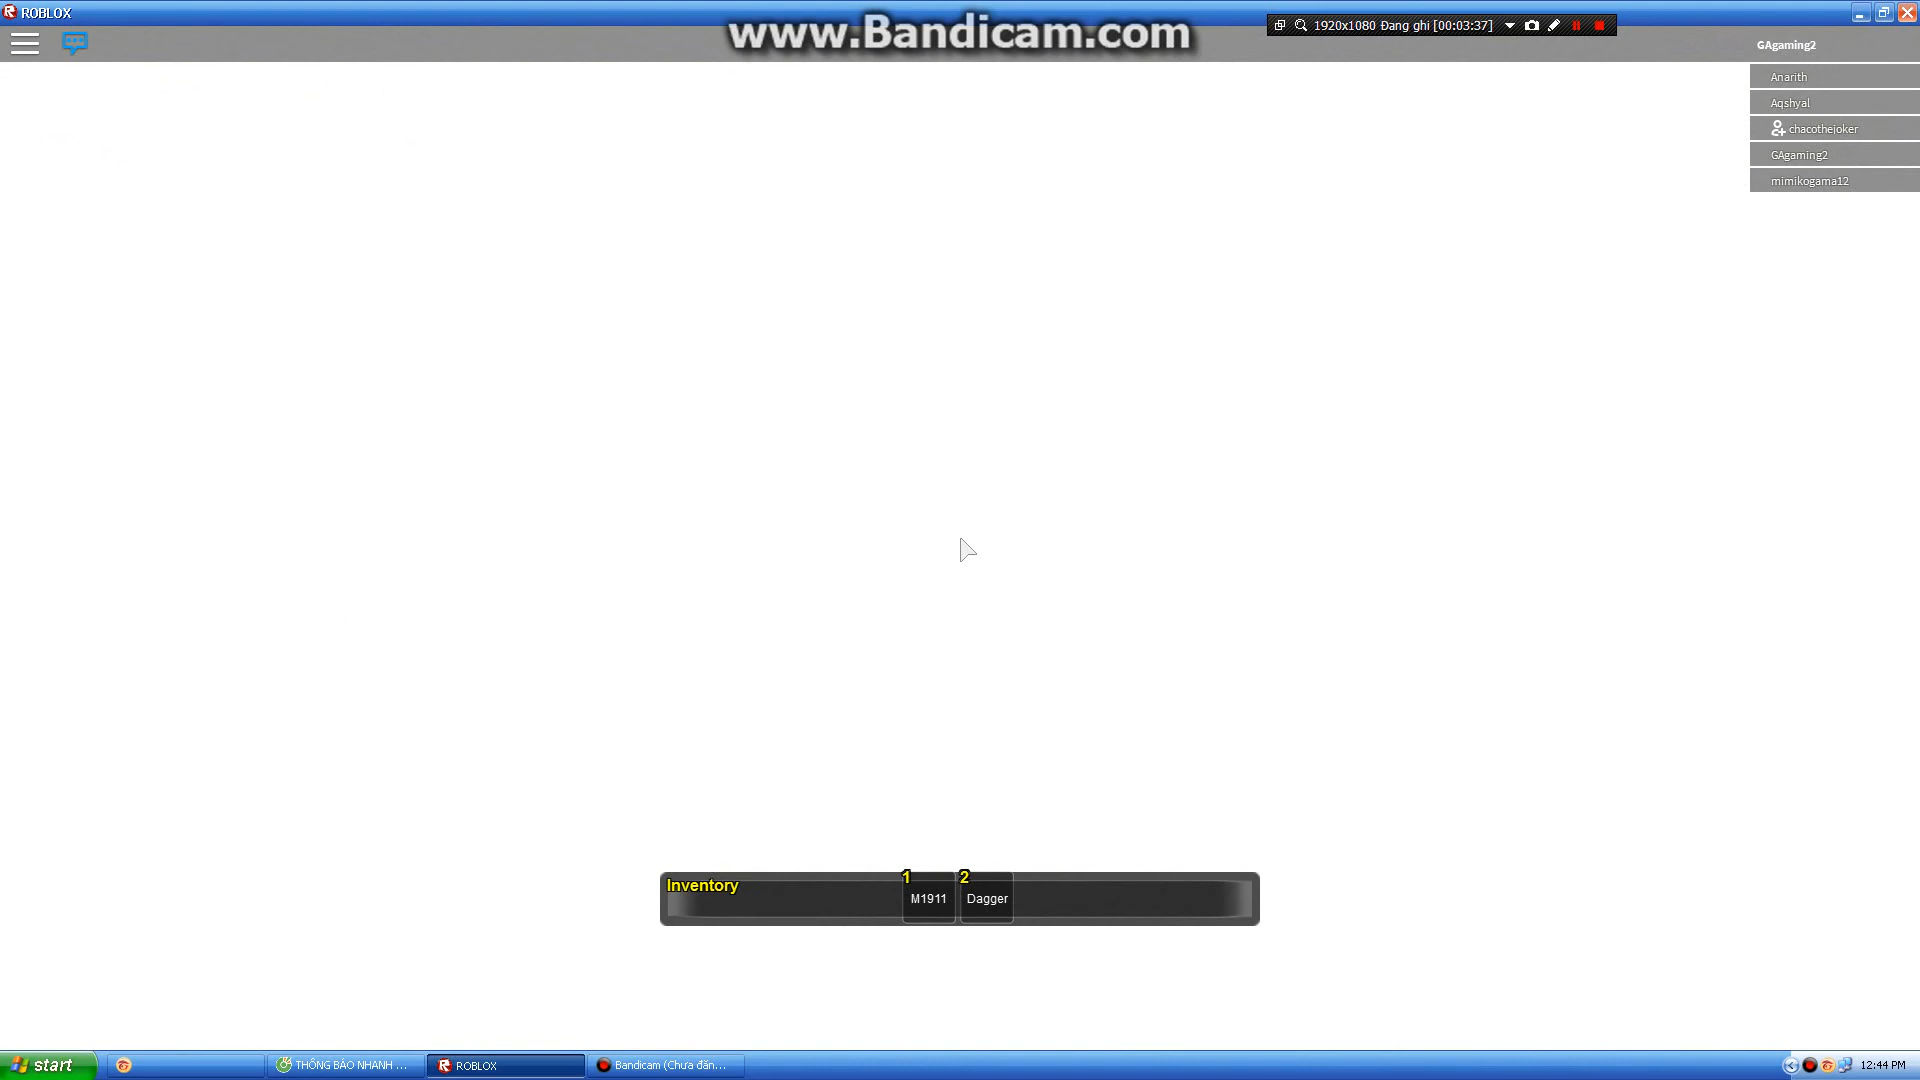 ROBLOX
www.Bandicam.com
1920x1080 Đang ghi [00:03:37]
GAgaming2
Anarith
Aqshyal
chacothejoker
GAgaming2
mimikogama12
Inventory
1
2
M1911
Dagger
start
THÔNG BÁO NHANH ...
ROBLOX
Bandicam (Chưa đăn...
12:44 PM